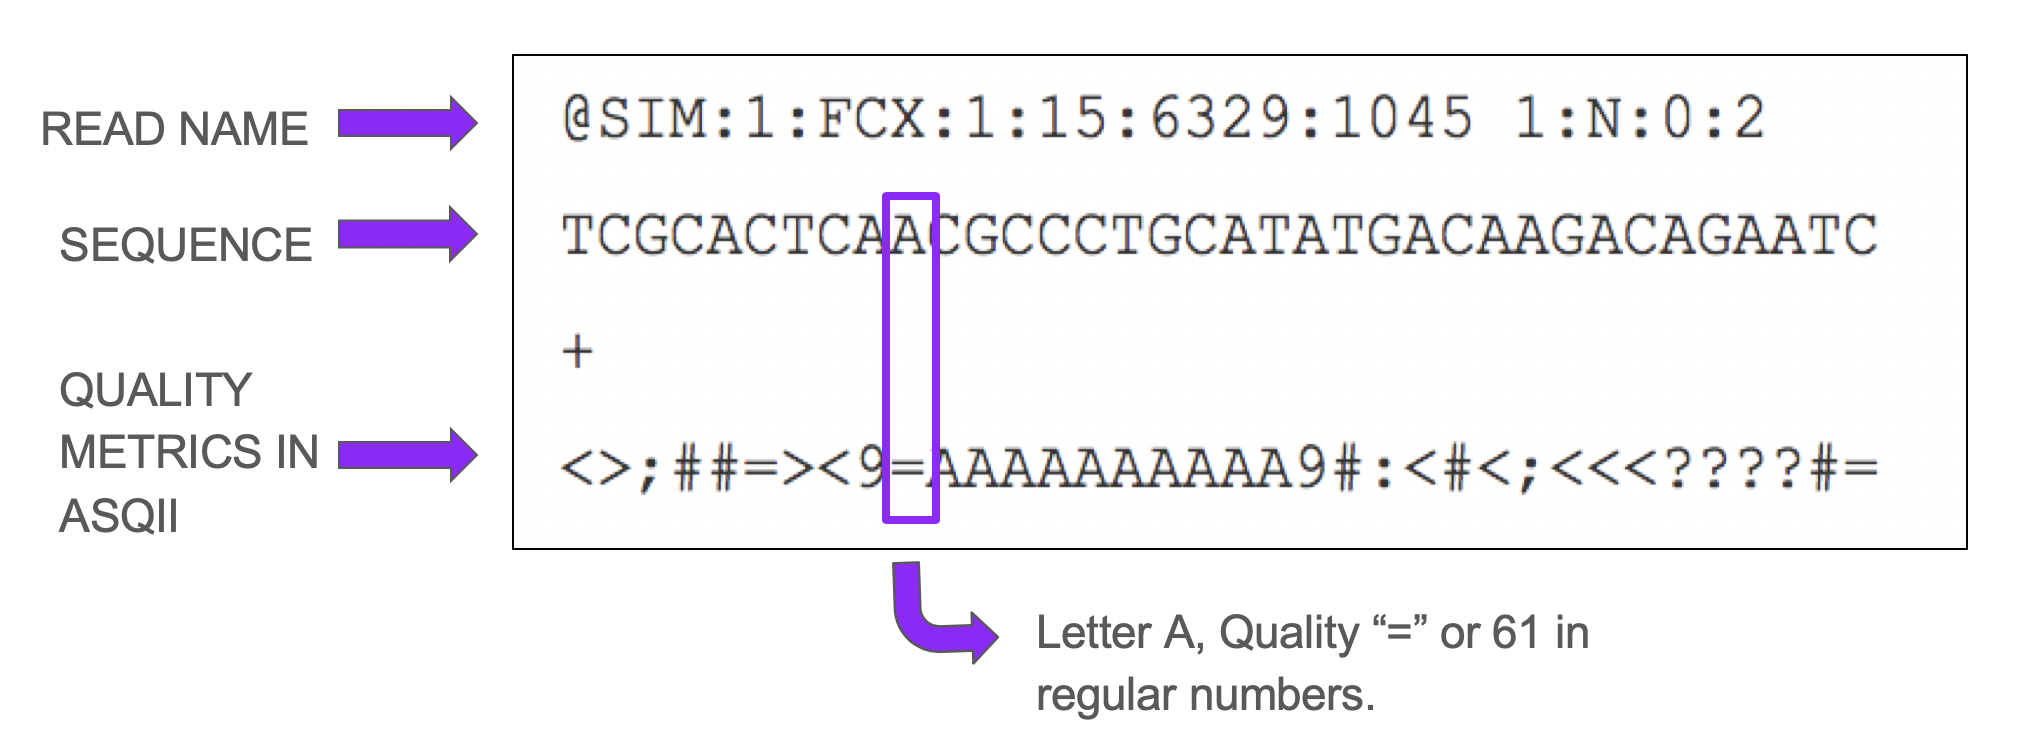 READ NAME
@SIM:1:FCX:1:15:6329:1045 1:N:0:2
SEQUENCE
TCGCACTCAACGCCCTGCATATGACAAGACAGAATC
+
QUALITY
METRICS IN
ASQII
<>;##=><9=AAAAAAAAAA9#:<#<;<<<????#=
Letter A, Quality “=” or 61 in
regular numbers.